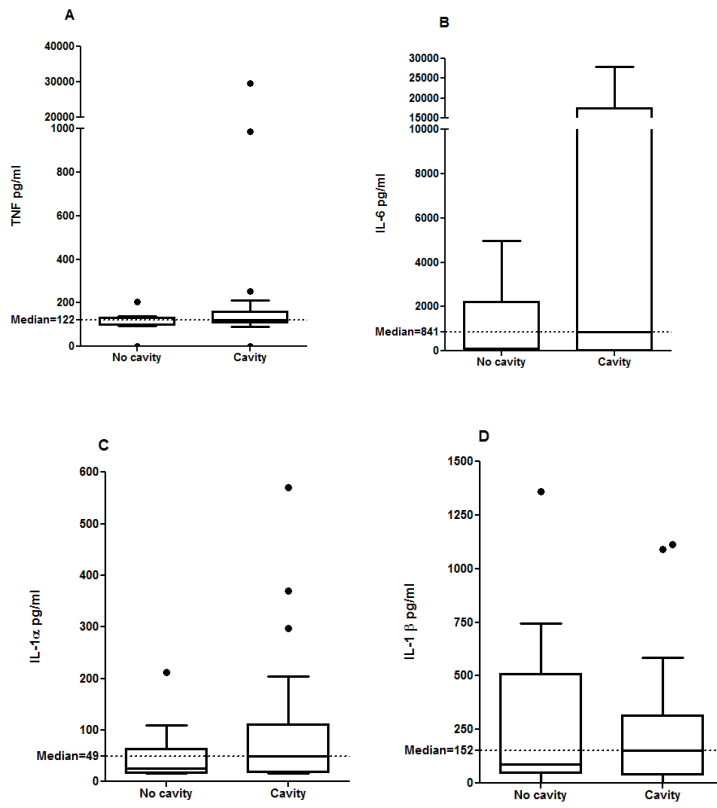 A
TNF pg/ml
40000
30000
20000
1000
800
600
400
200
Median=122
0
No cavity
Cavity
B
IL-6 pg/ml
30000
25000
20000
15000
10000
8000
6000
4000
2000
Median=841
0
No cavity
Cavity
C
IL-1α pg/ml
600
500
400
300
200
100
Median=49
0
No cavity
Cavity
D
IL-1 β pg/ml
1500
1250
1000
750
500
250
Median=152
0
No cavity
Cavity